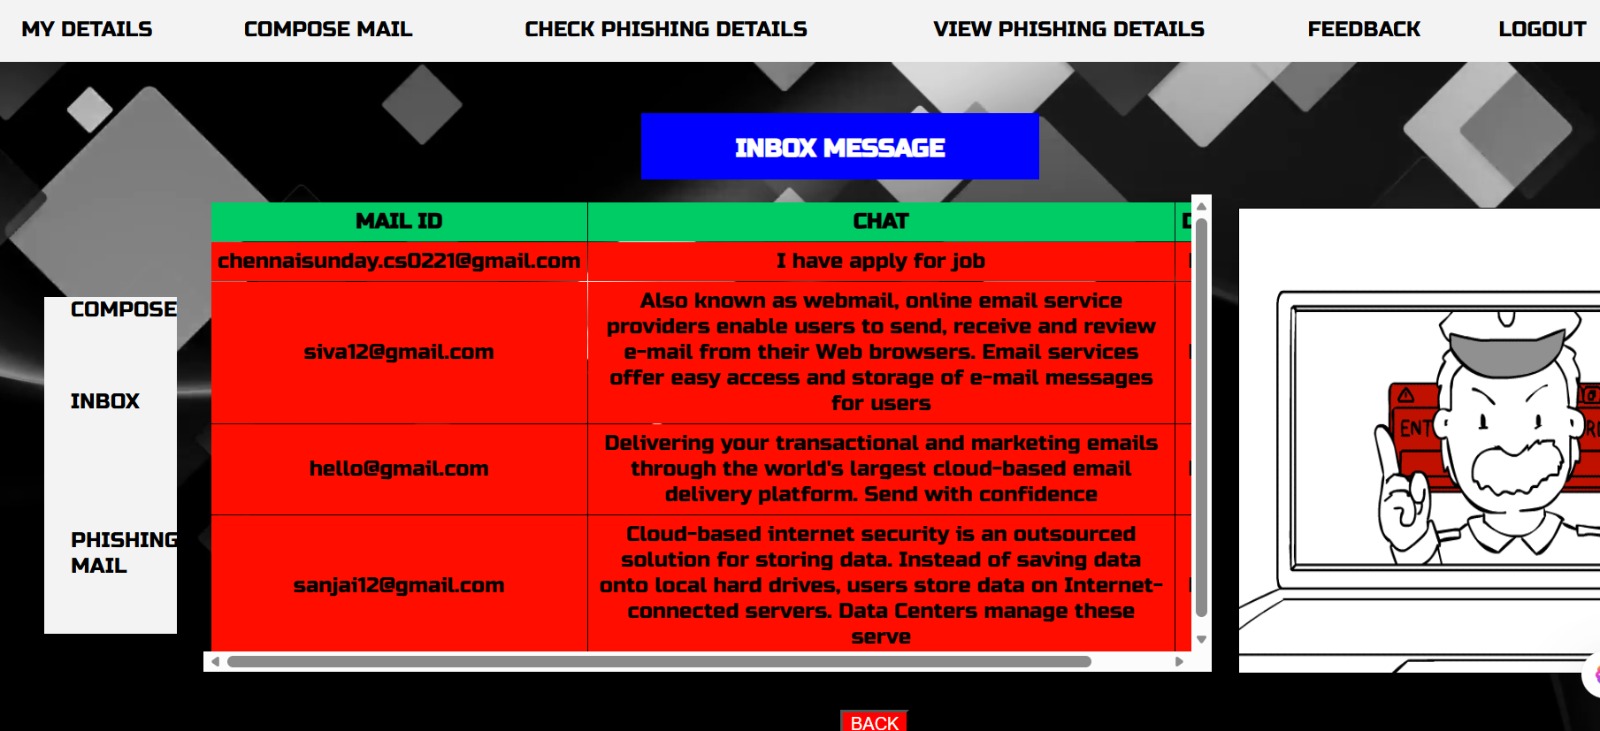 MY DETAILS COMPOSE MAIL CHECK PHISHING DETAILS VIEW PHISHING DETAILS FEEDBACK LOGOUT
INBOX MESSAGE
MAIL ID CHAT
chennaisunday.cs0221@gmail.com I have apply for job
siva12@gmail.com
Also known as webmail, online email service
providers enable users to send, receive and review
e-mail from their Web browsers. Email services
offer easy access and storage of e-mail messages
for users
hello@gmail.com
Delivering your transactional and marketing emails
through the world's largest cloud-based email
delivery platform. Send with confidence
sanjai12@gmail.com
Cloud-based internet security is an outsourced
solution for storing data. Instead of saving data
onto local hard drives, users store data on Internet-
connected servers. Data Centers manage these
serve
COMPOSE
INBOX
PHISHING
MAIL
BACK